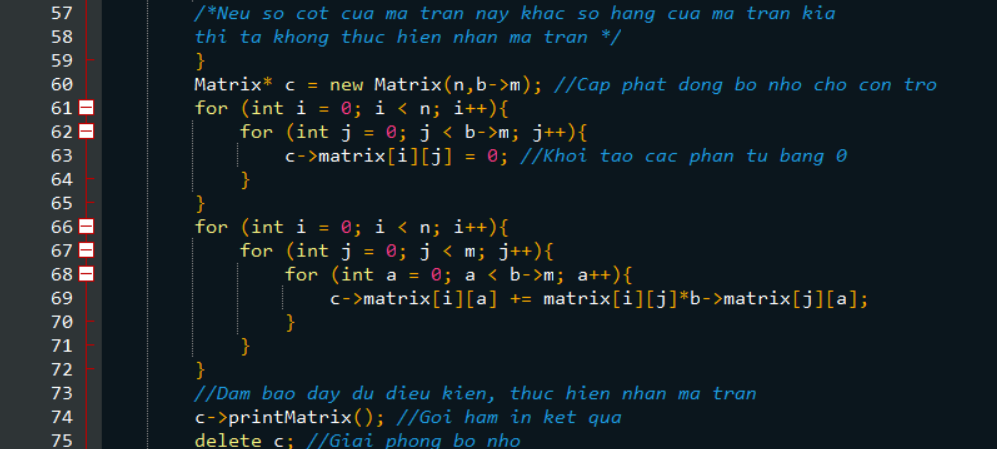 57 /*Neu so cot cua ma tran nay khac so hang cua ma tran kia
58 thi ta khong thuc hien nhan ma tran */
59 }
60 Matrix* c = new Matrix(n,b->m); //Cap phat dong bo nho cho con tro
61 for (int i = 0; i < n; i++){
62 for (int j = 0; j < b->m; j++){
63 c->matrix[i][j] = 0; //Khoi tao cac phan tu bang 0
64 }
65 }
66 for (int i = 0; i < n; i++){
67 for (int j = 0; j < m; j++){
68 for (int a = 0; a < b->m; a++){
69 c->matrix[i][a] += matrix[i][j]*b->matrix[j][a];
70 }
71 }
72 }
73 //Dam bao day du dieu kien, thuc hien nhan ma tran
74 c->printMatrix(); //Goi ham in ket qua
75 delete c; //Giai phong bo nho